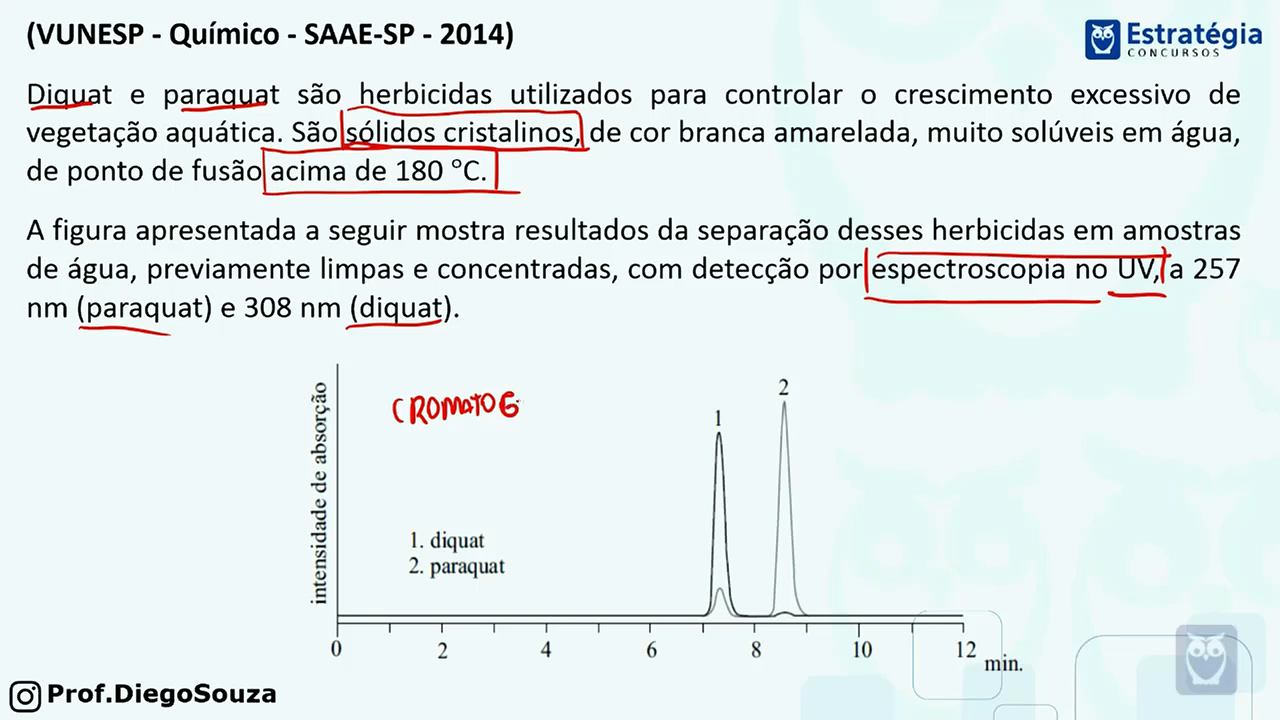 (VUNESP - Químico - SAAE-SP - 2014)
Estratégia
CONCURSOS
Diquat e paraquat são herbicidas utilizados para controlar o crescimento excessivo de
vegetação aquática. São sólidos cristalinos, de cor branca amarelada, muito solúveis em água,
de ponto de fusão acima de 180 °C.
A figura apresentada a seguir mostra resultados da separação desses herbicidas em amostras
de água, previamente limpas e concentradas, com detecção por espectroscopia no UV, a 257
nm (paraquat) e 308 nm (diquat).
intensidade de absorção
CROMATOG
1
2
1. diquat
2. paraquat
0 2 4 6 8 10 12 min.
Prof.DiegoSouza